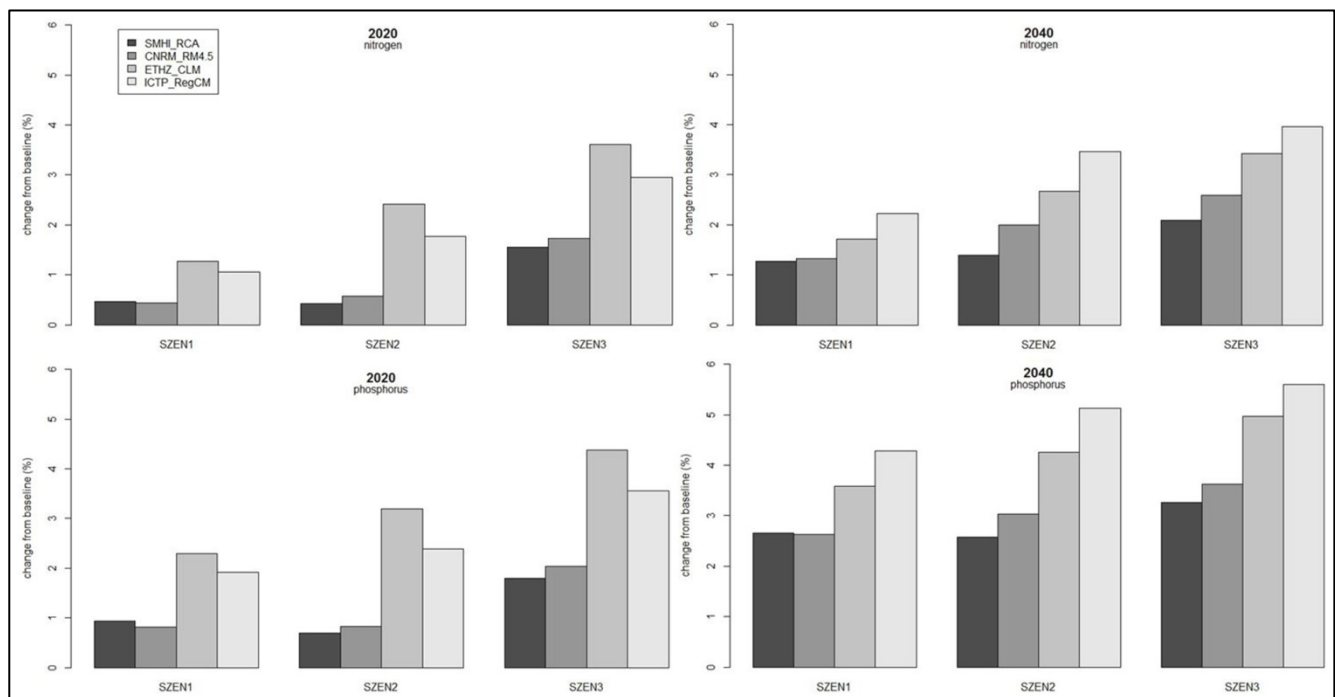 2020
nitrogen
SMHI_RCA
CNRM_RM4.5
ETHZ_CLM
ICTP_RegCM
change from baseline (%)
6
5
4
3
2
1
0
SZEN1 SZEN2 SZEN3
2040
nitrogen
change from baseline (%)
6
5
4
3
2
1
0
SZEN1 SZEN2 SZEN3
2020
phosphorus
change from baseline (%)
6
5
4
3
2
1
0
SZEN1 SZEN2 SZEN3
2040
phosphorus
change from baseline (%)
6
5
4
3
2
1
0
SZEN1 SZEN2 SZEN3